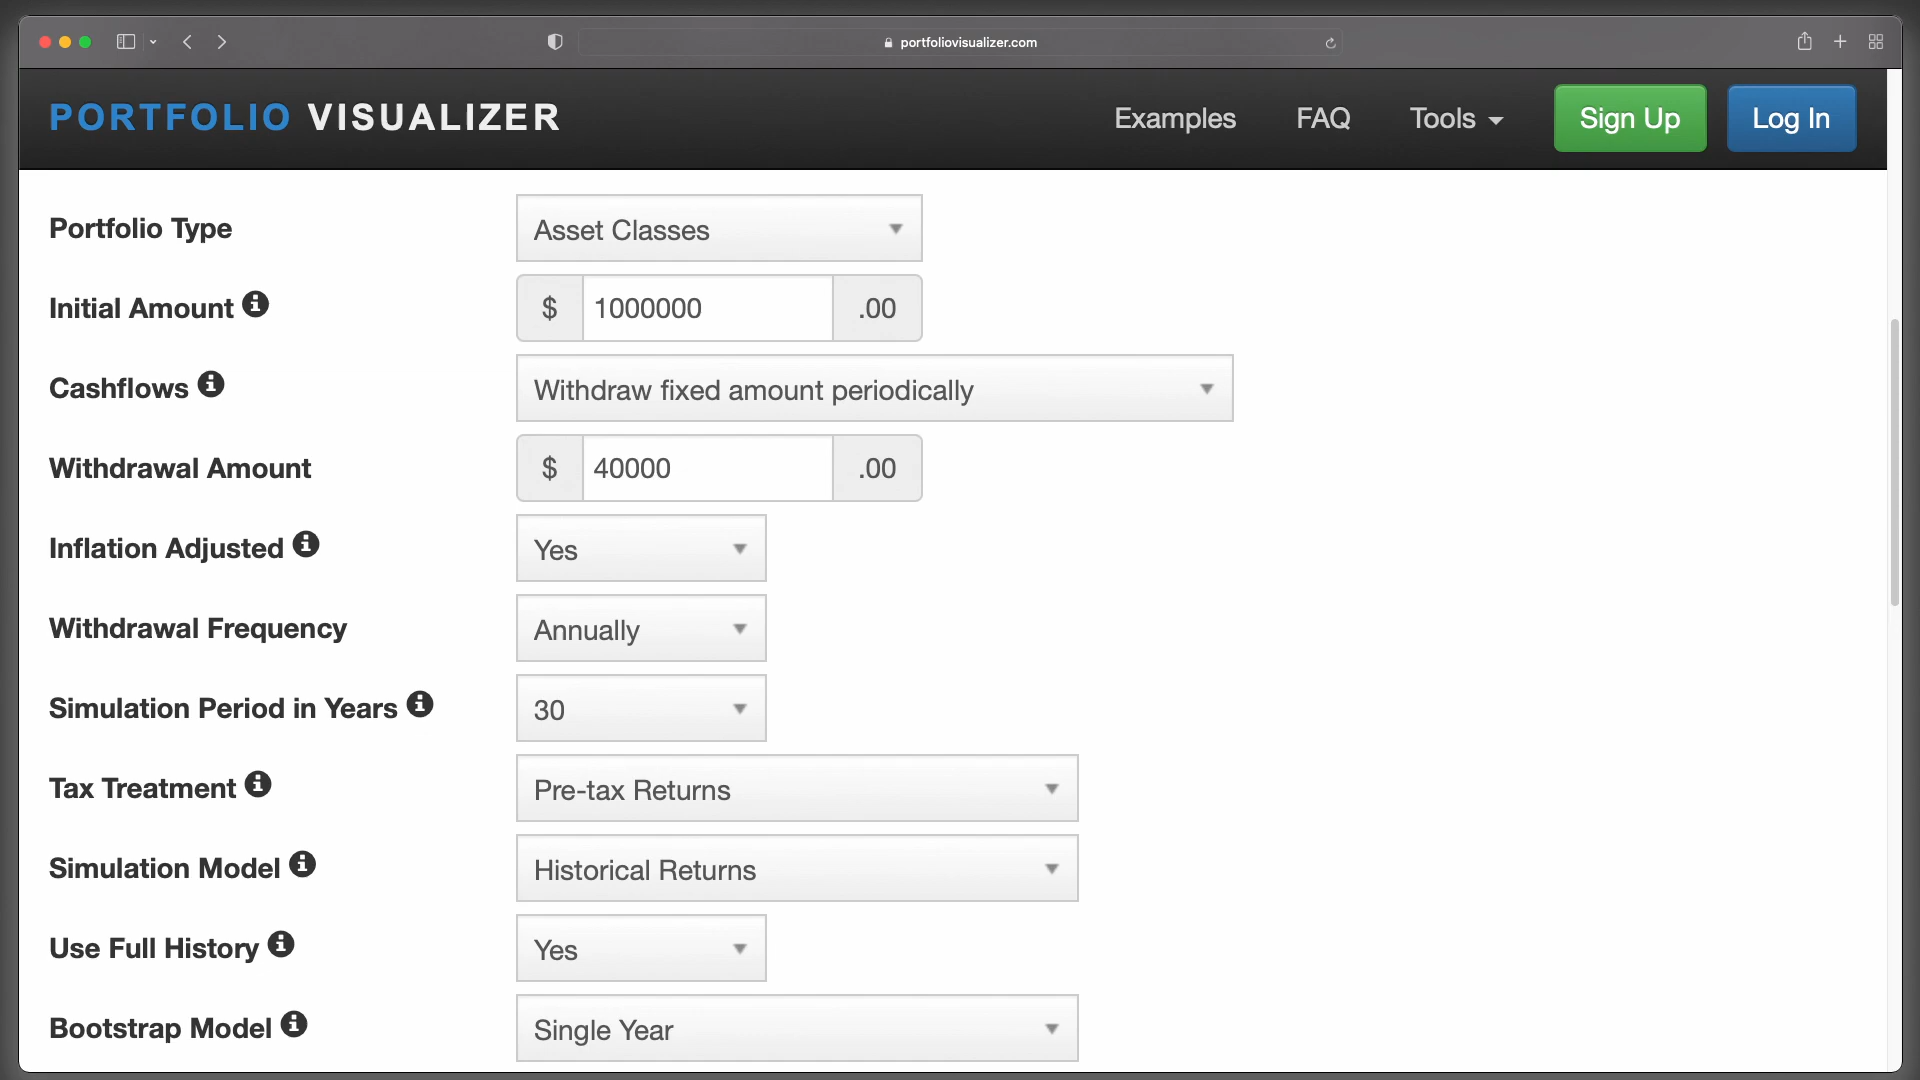 portfoliovisualizer.com
PORTFOLIO VISUALIZER Examples FAQ Tools Sign Up Log In
Portfolio Type Asset Classes
Initial Amount $ 1000000 .00
Cashflows Withdraw fixed amount periodically
Withdrawal Amount $ 40000 .00
Inflation Adjusted Yes
Withdrawal Frequency Annually
Simulation Period in Years 30
Tax Treatment Pre-tax Returns
Simulation Model Historical Returns
Use Full History Yes
Bootstrap Model Single Year